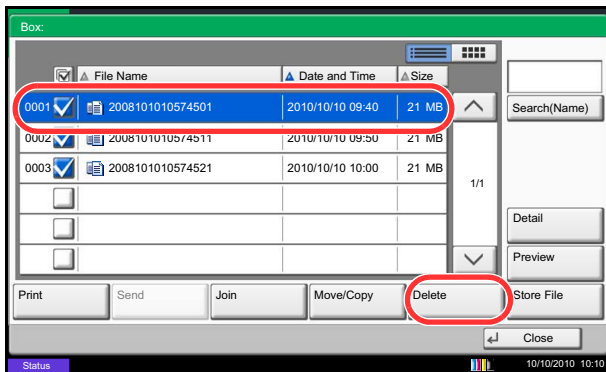 Box:
File Name Date and Time Size
0001 2008101010574501 2010/10/10 09:40 21 MB
Search(Name)
0002 2008101010574511 2010/10/10 09:50 21 MB
0003 2008101010574521 2010/10/10 10:00 21 MB
1/1
Detail
Preview
Print Send Join Move/Copy Delete Store File
Close
Status 10/10/2010 10:10